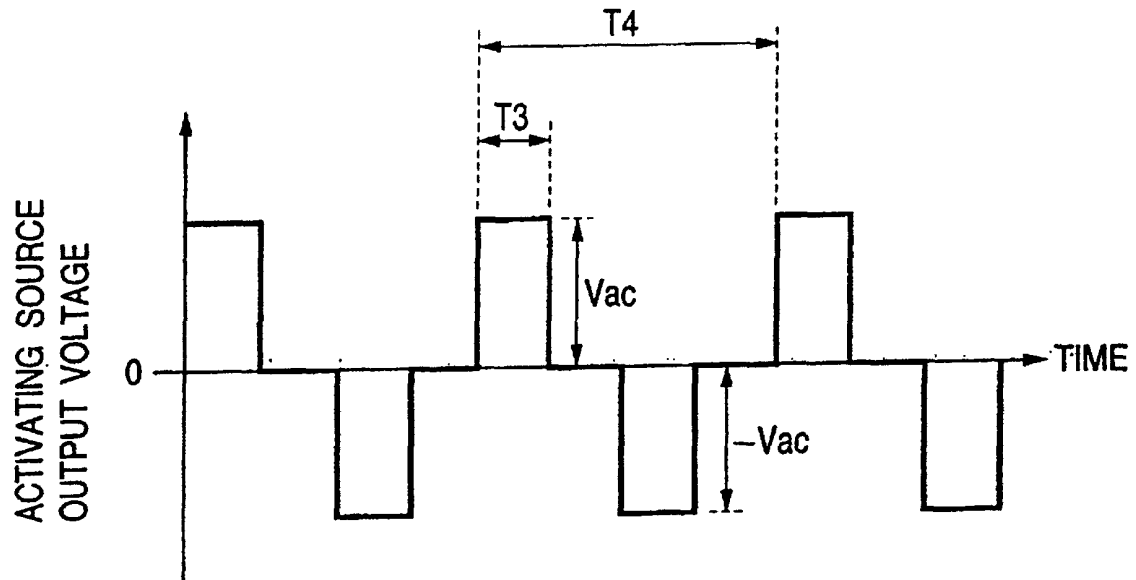 T4
T3
Vac
0
TIME
–Vac
ACTIVATING SOURCE
OUTPUT VOLTAGE